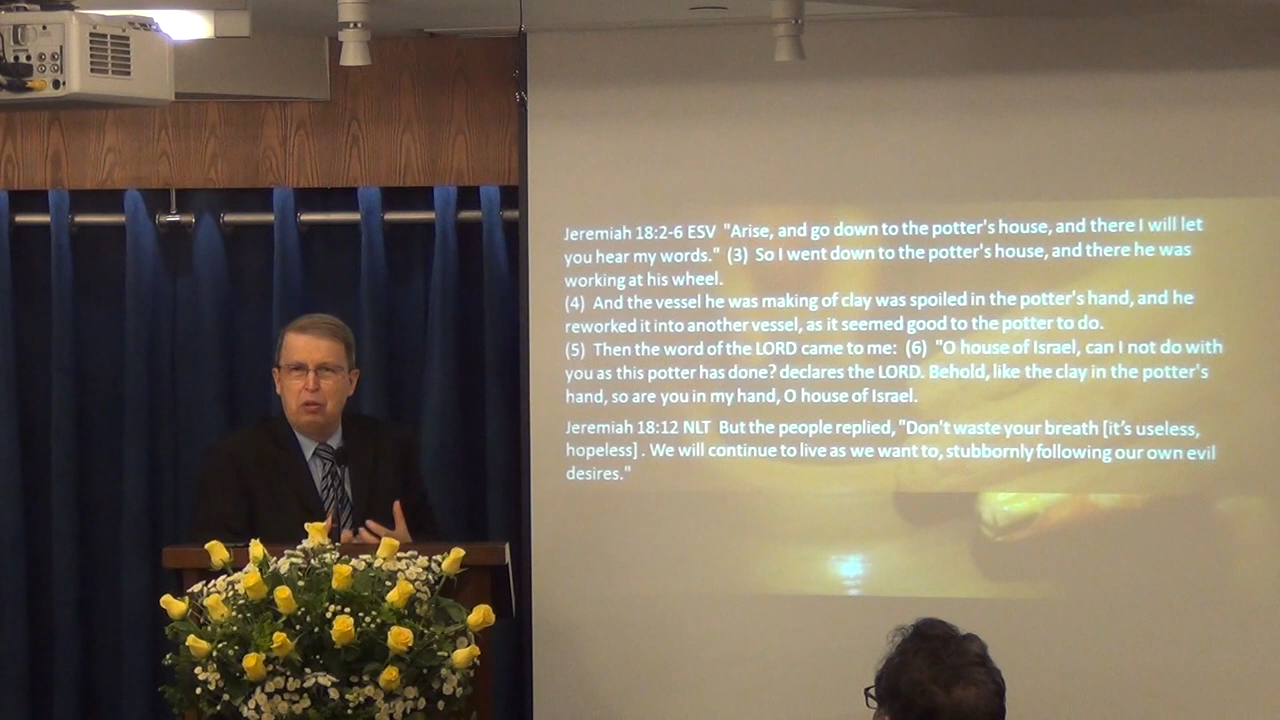 Jeremiah 18:2-6 ESV "Arise, and go down to the potter's house, and there I will let
you hear my words." (3) So I went down to the potter's house, and there he was
working at his wheel.
(4) And the vessel he was making of clay was spoiled in the potter's hand, and he
reworked it into another vessel, as it seemed good to the potter to do.
(5) Then the word of the LORD came to me: (6) "O house of Israel, can I not do with
you as this potter has done? declares the LORD. Behold, like the clay in the potter's
hand, so are you in my hand, O house of Israel.
Jeremiah 18:12 NLT But the people replied, "Don't waste your breath [it’s useless,
hopeless] . We will continue to live as we want to, stubbornly following our own evil
desires."